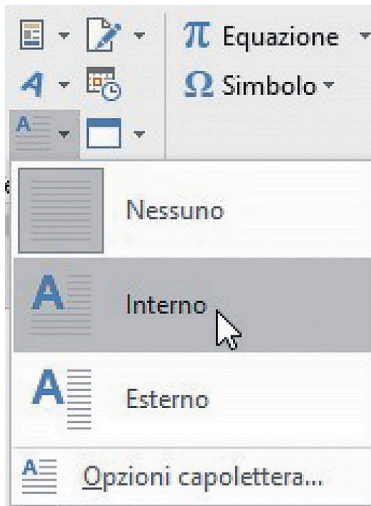 Equazione
Simbolo
Nessuno
Interno
Esterno
Opzioni capolettera...